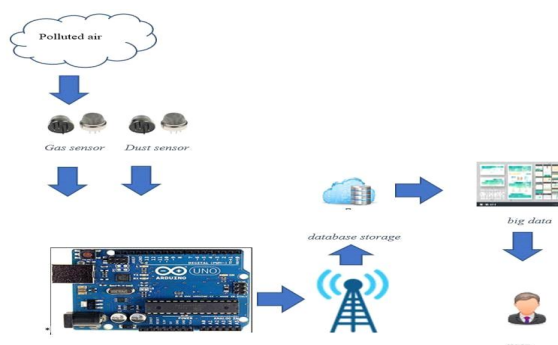 Polluted air
Gas sensor
Dust sensor
database storage
big data
UNO
ARDUINO